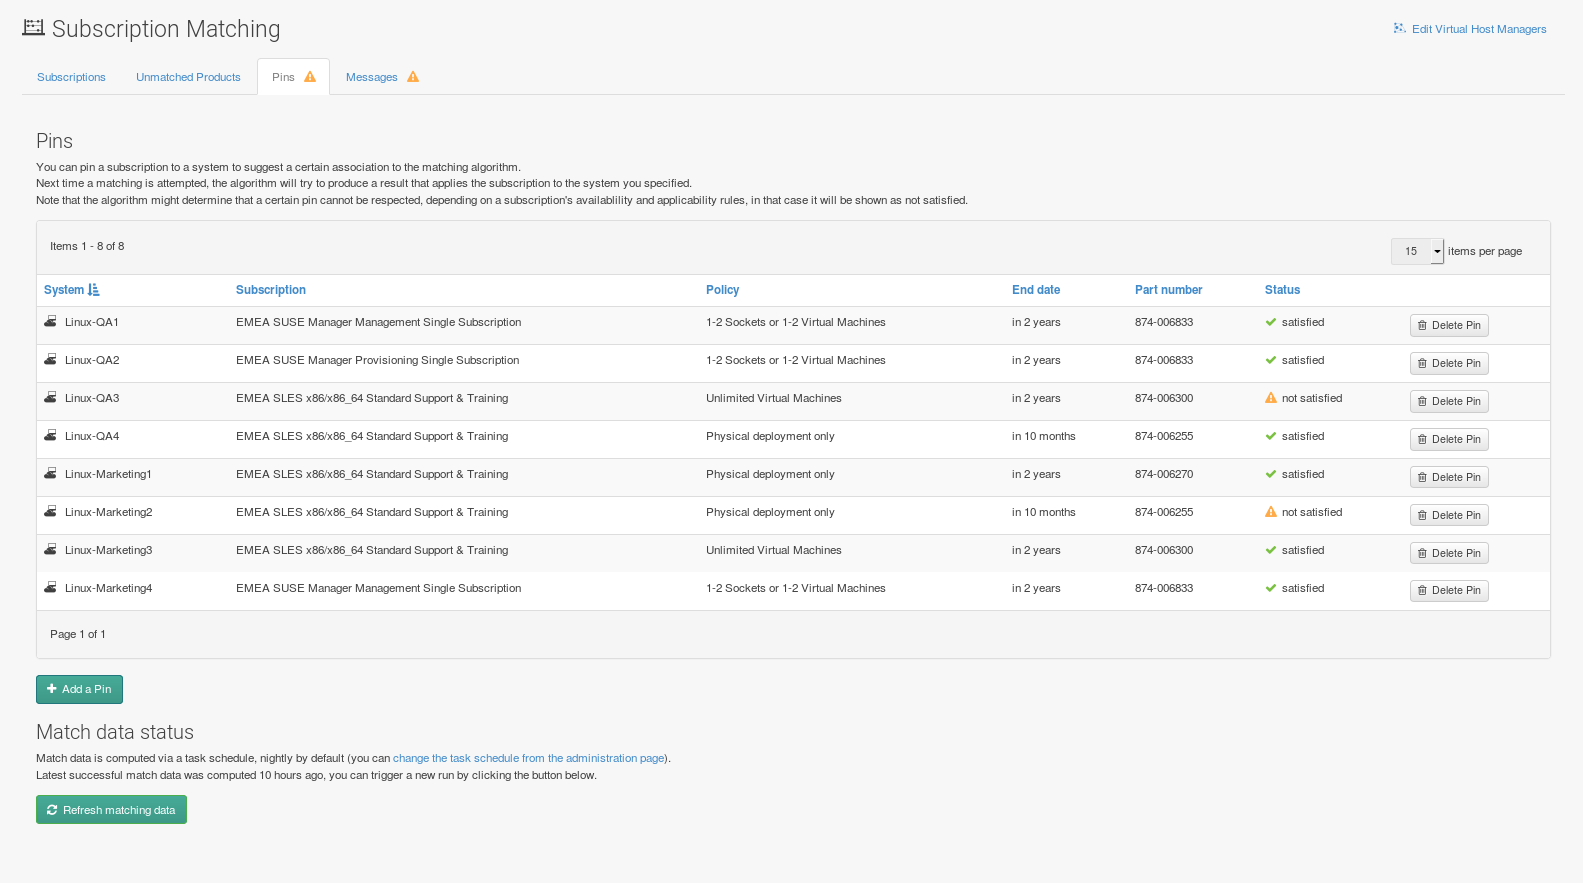 Subscription Matching
Edit Virtual Host Managers
Subscriptions Unmatched Products Pins Messages
Pins
You can pin a subscription to a system to suggest a certain association to the matching algorithm.
Next time a matching is attempted, the algorithm will try to produce a result that applies the subscription to the system you specified.
Note that the algorithm might determine that a certain pin cannot be respected, depending on a subscription's availablility and applicability rules, in that case it will be shown as not satisfied.
Items 1 - 8 of 8
15 items per page
System Subscription Policy End date Part number Status
Linux-QA1 EMEA SUSE Manager Management Single Subscription 1-2 Sockets or 1-2 Virtual Machines in 2 years 874-006833 satisfied Delete Pin
Linux-QA2 EMEA SUSE Manager Provisioning Single Subscription 1-2 Sockets or 1-2 Virtual Machines in 2 years 874-006833 satisfied Delete Pin
Linux-QA3 EMEA SLES x86/x86_64 Standard Support & Training Unlimited Virtual Machines in 2 years 874-006300 not satisfied Delete Pin
Linux-QA4 EMEA SLES x86/x86_64 Standard Support & Training Physical deployment only in 10 months 874-006255 satisfied Delete Pin
Linux-Marketing1 EMEA SLES x86/x86_64 Standard Support & Training Physical deployment only in 2 years 874-006270 satisfied Delete Pin
Linux-Marketing2 EMEA SLES x86/x86_64 Standard Support & Training Physical deployment only in 10 months 874-006255 not satisfied Delete Pin
Linux-Marketing3 EMEA SLES x86/x86_64 Standard Support & Training Unlimited Virtual Machines in 2 years 874-006300 satisfied Delete Pin
Linux-Marketing4 EMEA SUSE Manager Management Single Subscription 1-2 Sockets or 1-2 Virtual Machines in 2 years 874-006833 satisfied Delete Pin
Page 1 of 1
Add a Pin
Match data status
Match data is computed via a task schedule, nightly by default (you can change the task schedule from the administration page).
Latest successful match data was computed 10 hours ago, you can trigger a new run by clicking the button below.
Refresh matching data